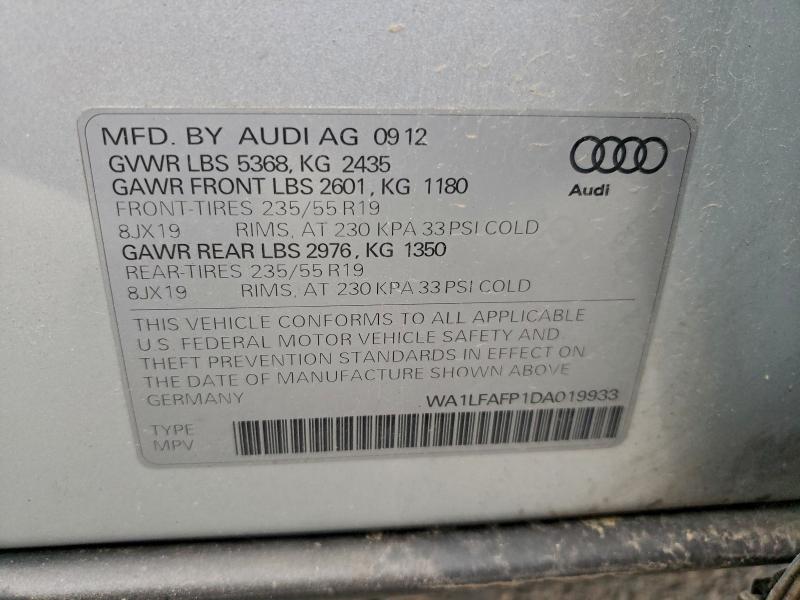 MFD. BY AUDI AG 09 12
GVWR LBS 5368, KG 2435
GAWR FRONT LBS 2601, KG 1180
FRONT-TIRES 235/55 R19
8JX19 RIMS, AT 230 KPA 33 PSI COLD
GAWR REAR LBS 2976, KG 1350
REAR-TIRES 235/55 R19
8JX19 RIMS, AT 230 KPA 33 PSI COLD
Audi
THIS VEHICLE CONFORMS TO ALL APPLICABLE
U.S. FEDERAL MOTOR VEHICLE SAFETY AND
THEFT PREVENTION STANDARDS IN EFFECT ON
THE DATE OF MANUFACTURE SHOWN ABOVE
GERMANY WA1LFAFP1DA019933
TYPE
MPV